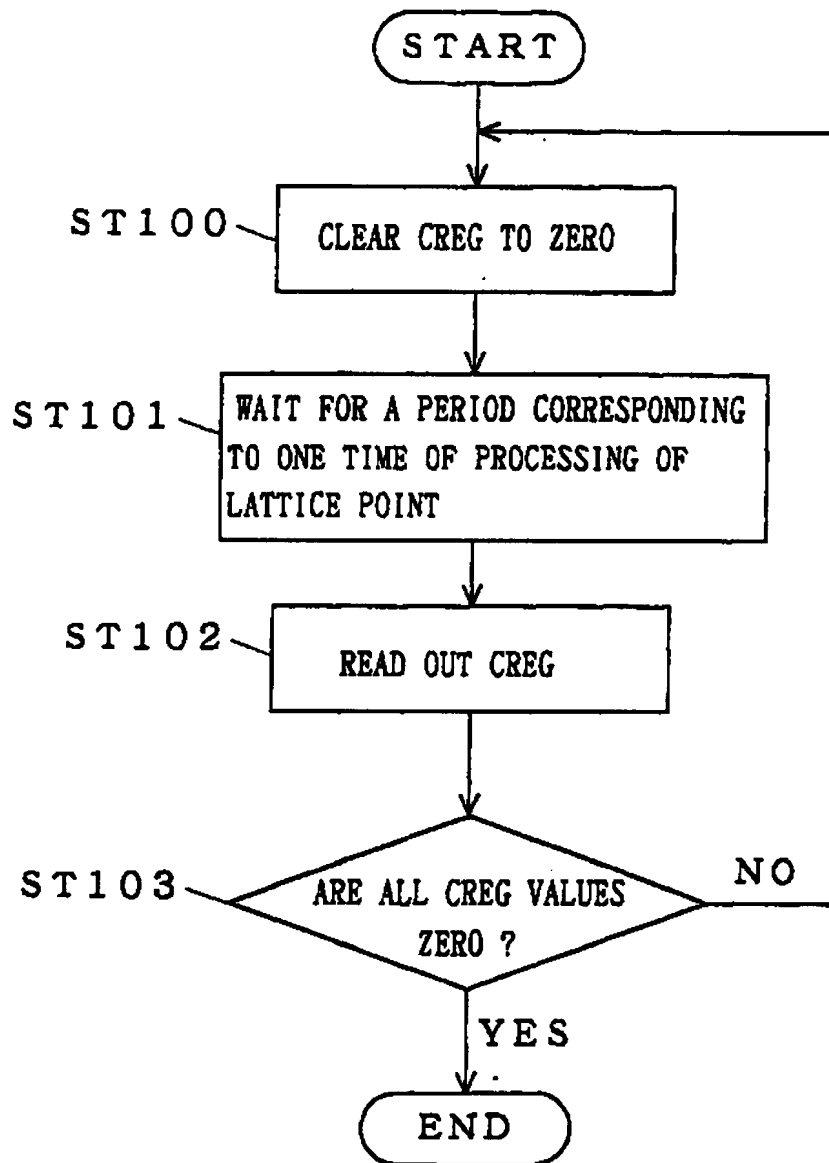 START
ST100
CLEAR CREG TO ZERO
ST101
WAIT FOR A PERIOD CORRESPONDING
TO ONE TIME OF PROCESSING OF
LATTICE POINT
ST102
READ OUT CREG
ST103
ARE ALL CREG VALUES
ZERO ?
NO
YES
END